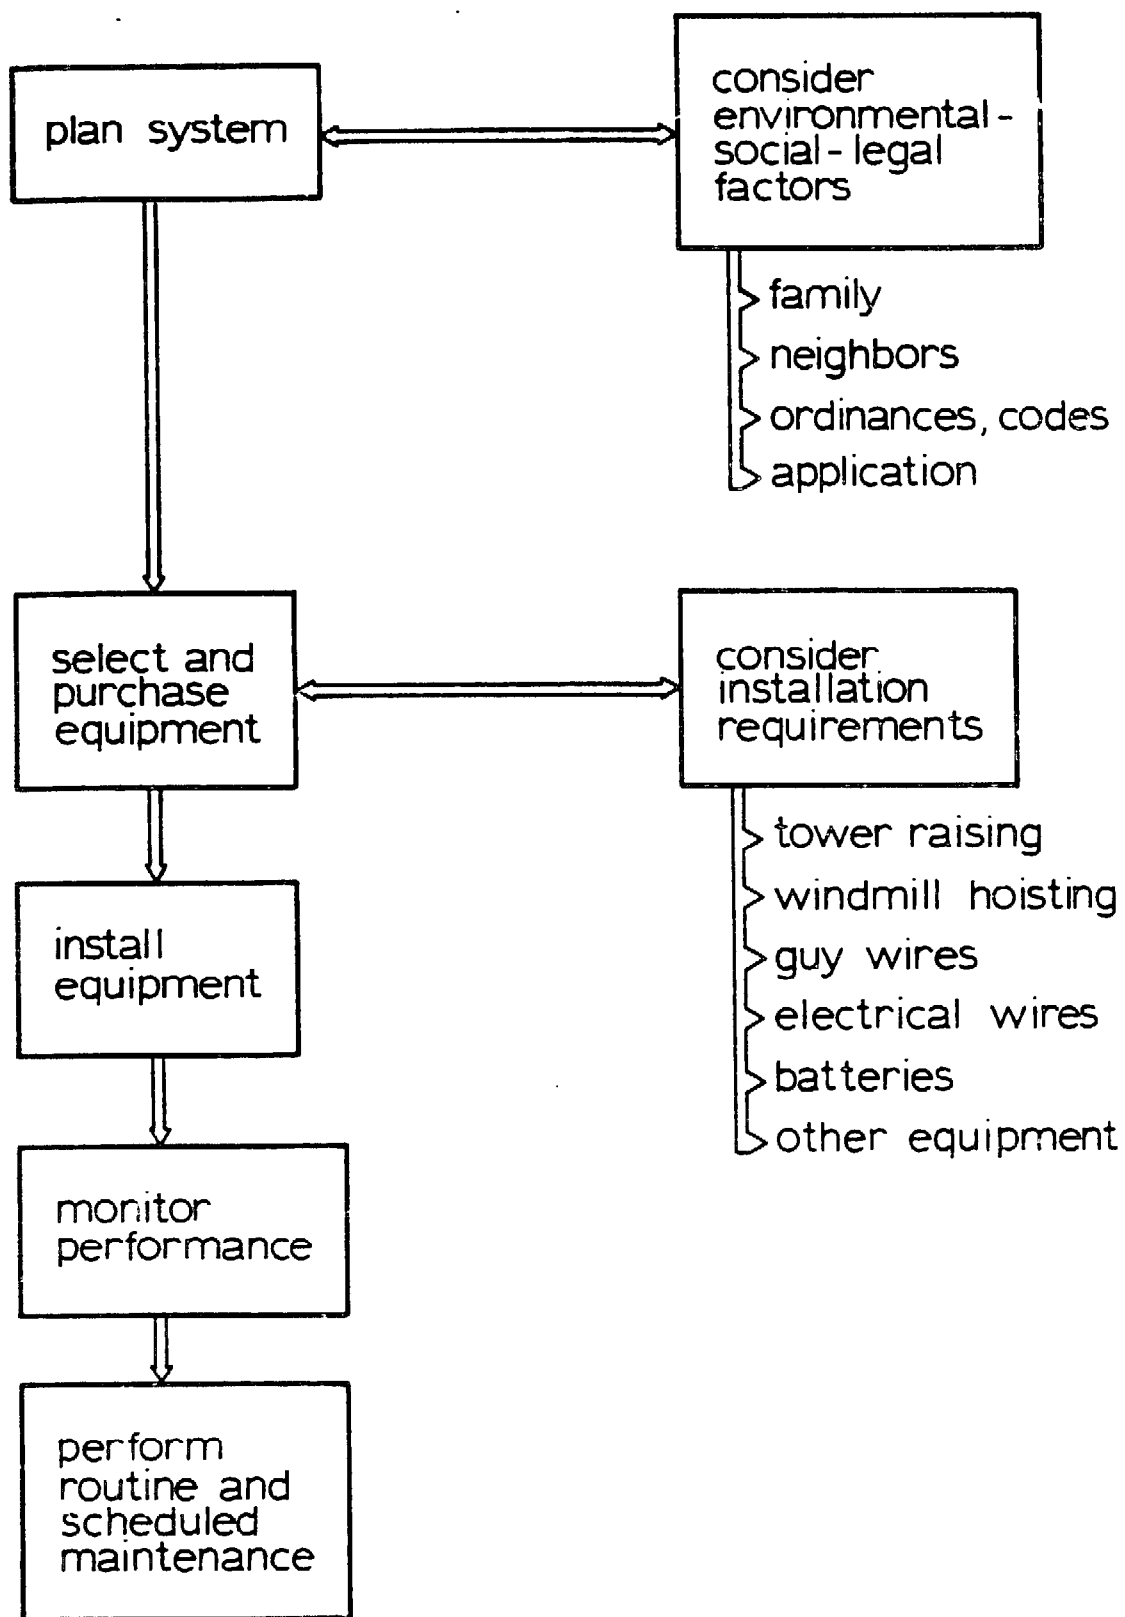 plan system
consider
environmental-
social-legal
factors
family
neighbors
ordinances, codes
application
select and
purchase
equipment
consider
installation
requirements
tower raising
windmill hoisting
guy wires
electrical wires
batteries
other equipment
install
equipment
monitor
performance
perform
routine and
scheduled
maintenance